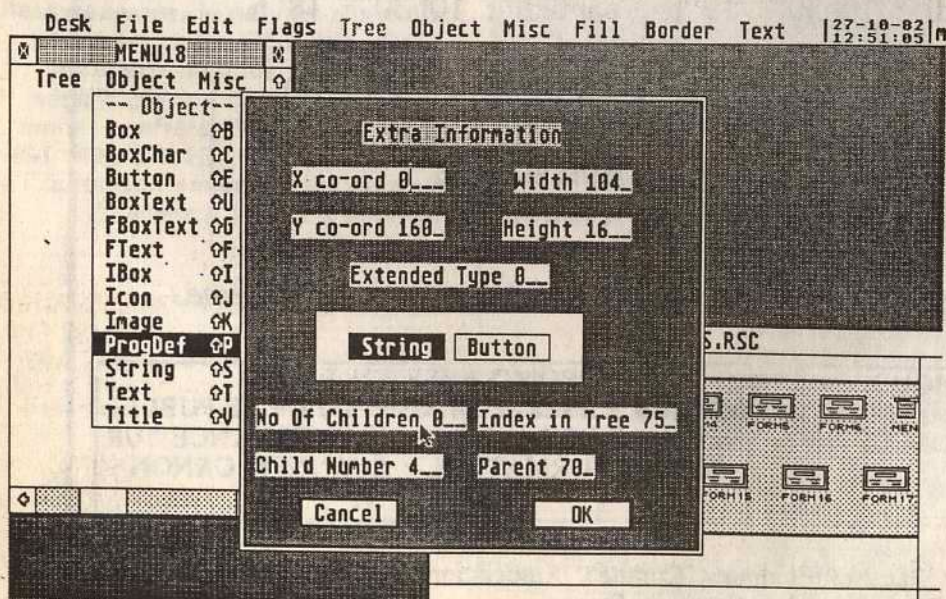 Desk File Edit Flags Tree Object Misc Fill Border Text |27-10-82|m
12:51:05
MENU18
Tree Object Misc
-- Object--
Box ⇧B
BoxChar ⇧C
Button ⇧E
BoxText ⇧U
FBoxText ⇧G
FText ⇧F
IBox ⇧I
Icon ⇧J
Image ⇧K
ProgDef ⇧P
String ⇧S
Text ⇧T
Title ⇧V
Extra Information
X co-ord 0___ Width 104_
Y co-ord 160_ Height 16__
Extended Type 0__
String Button
No Of Children 0__ Index in Tree 75_
Child Number 4__ Parent 70_
Cancel OK
S.RSC
FORM5 FORM6 MEN
FORM15 FORM16 FORM17